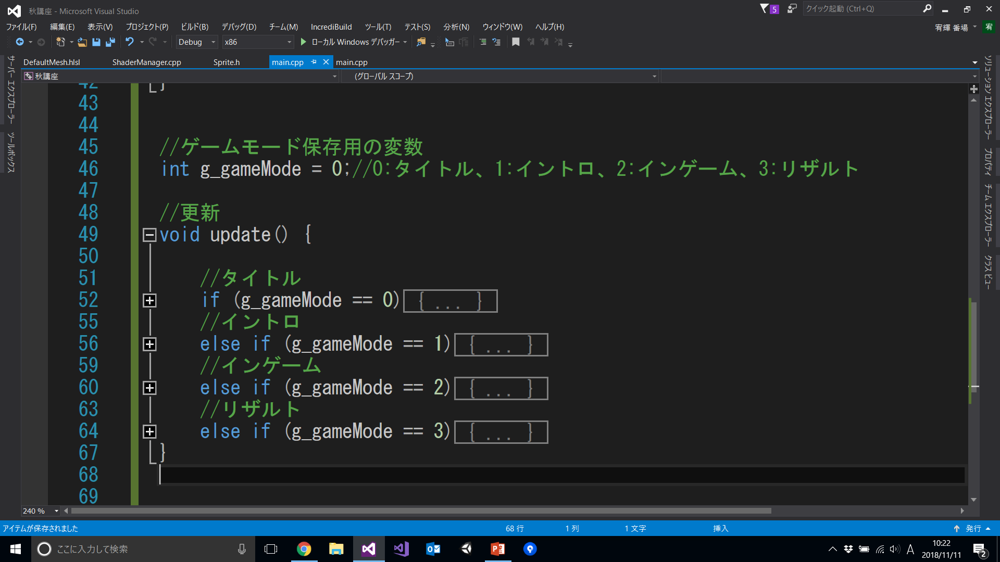 秋講座 - Microsoft Visual Studio
5
クイック起動 (Ctrl+Q)
ファイル(F) 編集(E) 表示(V) プロジェクト(P) ビルド(B) デバッグ(D) チーム(M) IncrediBuild ツール(T) テスト(S) 分析(N) ウィンドウ(W) ヘルプ(H)
宥輝 番場 宥
Debug x86 ローカル Windows デバッガー
DefaultMesh.hlsl ShaderManager.cpp Sprite.h main.cpp main.cpp
秋講座 (グローバル スコープ)
サーバー エクスプローラー
ツールボックス
42 }
43
44
45 //ゲームモード保存用の変数
46 int g_gameMode = 0;//0:タイトル、1:イントロ、2:インゲーム、3:リザルト
47
48 //更新
49 void update() {
50
51 //タイトル
52 if (g_gameMode == 0) { ... }
55 //イントロ
56 else if (g_gameMode == 1) { ... }
59 //インゲーム
60 else if (g_gameMode == 2) { ... }
63 //リザルト
64 else if (g_gameMode == 3) { ... }
67 }
68
69
ソリューション エクスプローラー
プロパティ
チーム エクスプローラー
クラス ビュー
240 %
アイテムが保存されました 68 行 1 列 1 文字 挿入 発行
ここに入力して検索
A
10:22
2018/11/11
2